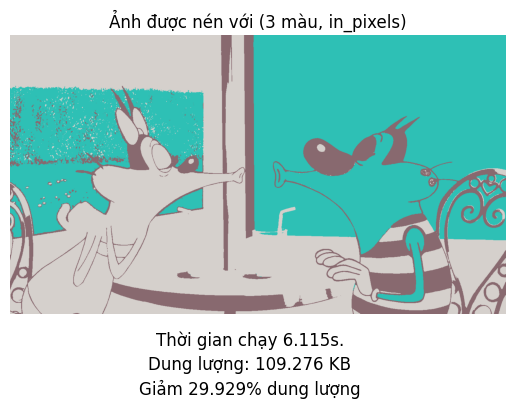 Ảnh được nén với (3 màu, in_pixels)
Thời gian chạy 6.115s.
Dung lượng: 109.276 KB
Giảm 29.929% dung lượng